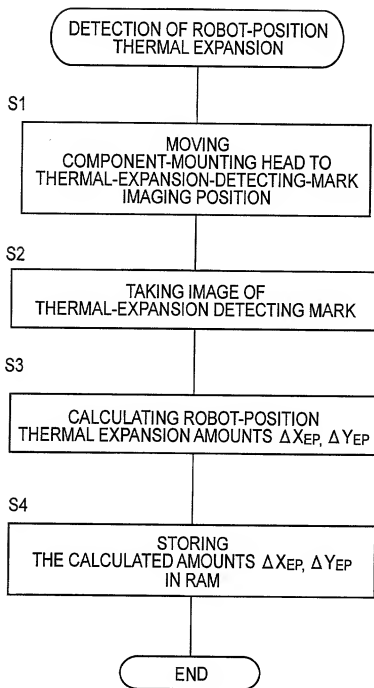 DETECTION OF ROBOT-POSITION
THERMAL EXPANSION
S1
MOVING
COMPONENT-MOUNTING HEAD TO
THERMAL-EXPANSION-DETECTING-MARK
IMAGING POSITION
S2
TAKING IMAGE OF
THERMAL-EXPANSION DETECTING MARK
S3
CALCULATING ROBOT-POSITION
THERMAL EXPANSION AMOUNTS ΔXEP, ΔYEP
S4
STORING
THE CALCULATED AMOUNTS ΔXEP, ΔYEP
IN RAM
END